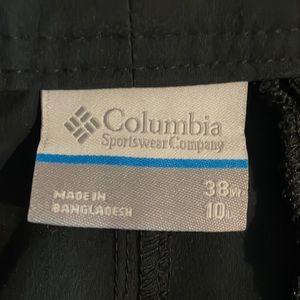 Columbia
Sportswear Company
38W
MADE IN
BANGLADESH
10L